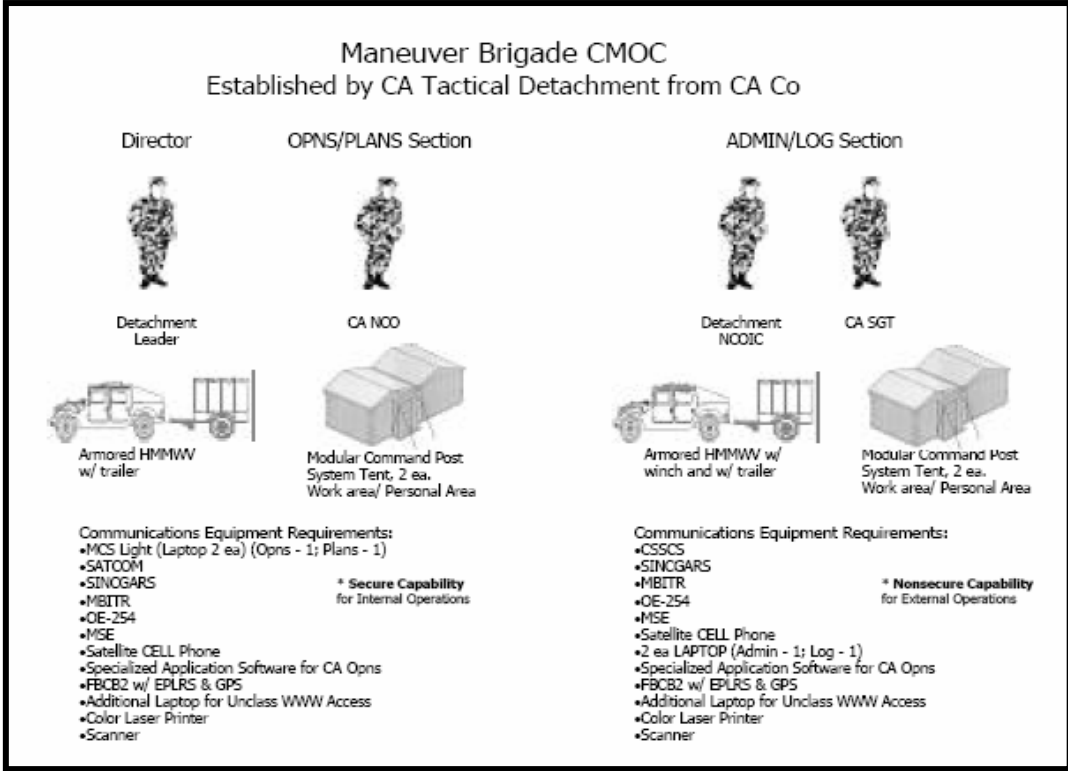 Maneuver Brigade CMOC
Established by CA Tactical Detachment from CA Co
Director
OPNS/PLANS Section
ADMIN/LOG Section
Detachment
Leader
CA NCO
Detachment
NCOIC
CA SGT
Armored HMMWV
w/ trailer
Modular Command Post
System Tent, 2 ea.
Work area/ Personal Area
Armored HMMWV w/
winch and w/ trailer
Modular Command Post
System Tent, 2 ea.
Work area/ Personal Area
Communications Equipment Requirements:
•MCS Light (Laptop 2 ea) (Opns - 1; Plans - 1)
•SATCOM
•SINCGARS
•MBITR
•OE-254
•MSE
•Satellite CELL Phone
•Specialized Application Software for CA Opns
•FBCB2 w/ EPLRS & GPS
•Additional Laptop for Unclass WWW Access
•Color Laser Printer
•Scanner
* Secure Capability
for Internal Operations
Communications Equipment Requirements:
•CSSCS
•SINCGARS
•MBITR
•OE-254
•MSE
•Satellite CELL Phone
•2 ea LAPTOP (Admin - 1; Log - 1)
•Specialized Application Software for CA Opns
•FBCB2 w/ EPLRS & GPS
•Additional Laptop for Unclass WWW Access
•Color Laser Printer
•Scanner
* Nonsecure Capability
for External Operations